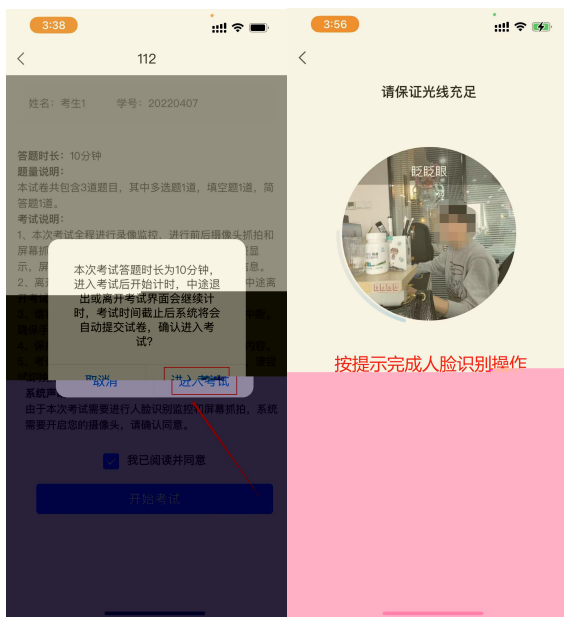 3:38
112
姓名：考生1 学号：20220407
答题时长：10分钟
题量说明：
本试卷共包含3道题目，其中多选题1道，填空题1道，简
答题1道。
考试说明：
1、本次考试全程进行录像监控，进行前后摄像头抓拍和
本次考试答题时长为10分钟，
进入考试后开始计时，中途退
出或离开考试界面会继续计
时，考试时间截止后系统将会
自动提交试卷，确认进入考
试？
取消 进入考试
由于本次考试需要进行人脸识别监控和屏幕抓拍，系统
需要开启您的摄像头，请确认同意。
我已阅读并同意
开始考试
3:56
请保证光线充足
眨眨眼
按提示完成人脸识别操作